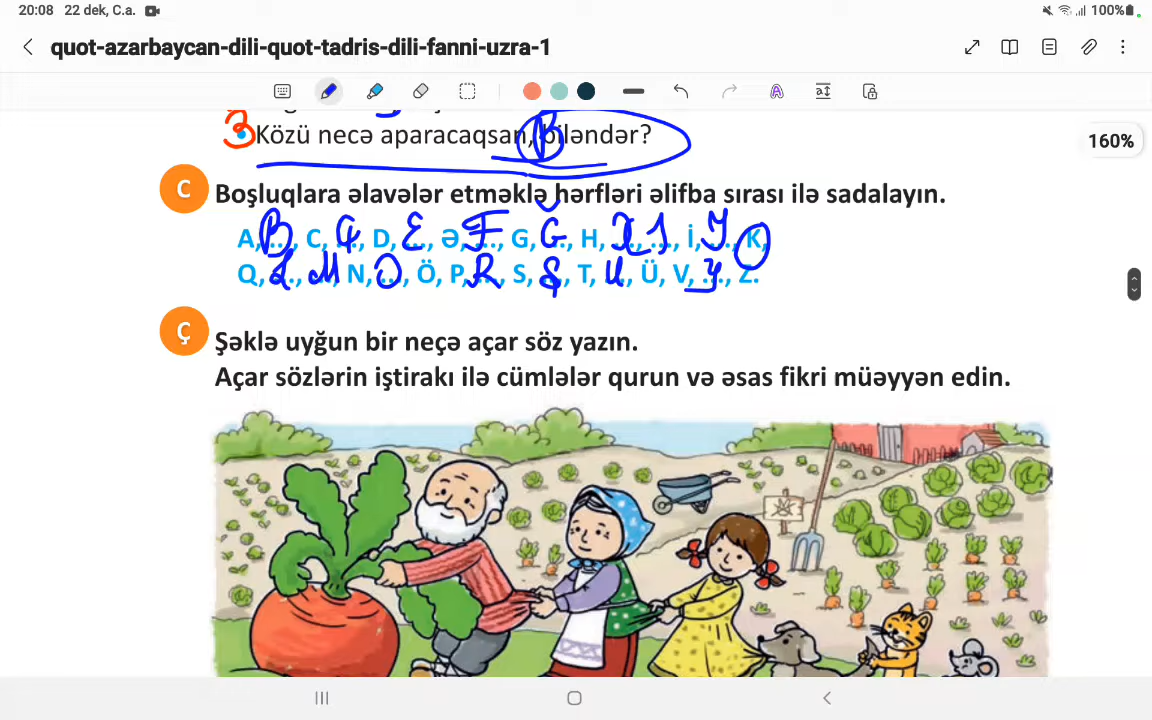 20:08 22 dek, C.a. 100%
quot-azarbaycan-dili-quot-tadris-dili-fanni-uzra-1
3 Közü necə aparacaqsan, biləndər? B
160%
C Boşluqlara əlavələr etməklə hərfləri əlifba sırası ilə sadalayın.
A, B, C, Ç, D, E, Ə, F, G, Ğ, H, X, I, İ, J, K,
Q, L, M, N, O, Ö, P, R, S, Ş, T, U, Ü, V, Y, Z.
Ç Şəklə uyğun bir neçə açar söz yazın.
Açar sözlərin iştirakı ilə cümlələr qurun və əsas fikri müəyyən edin.